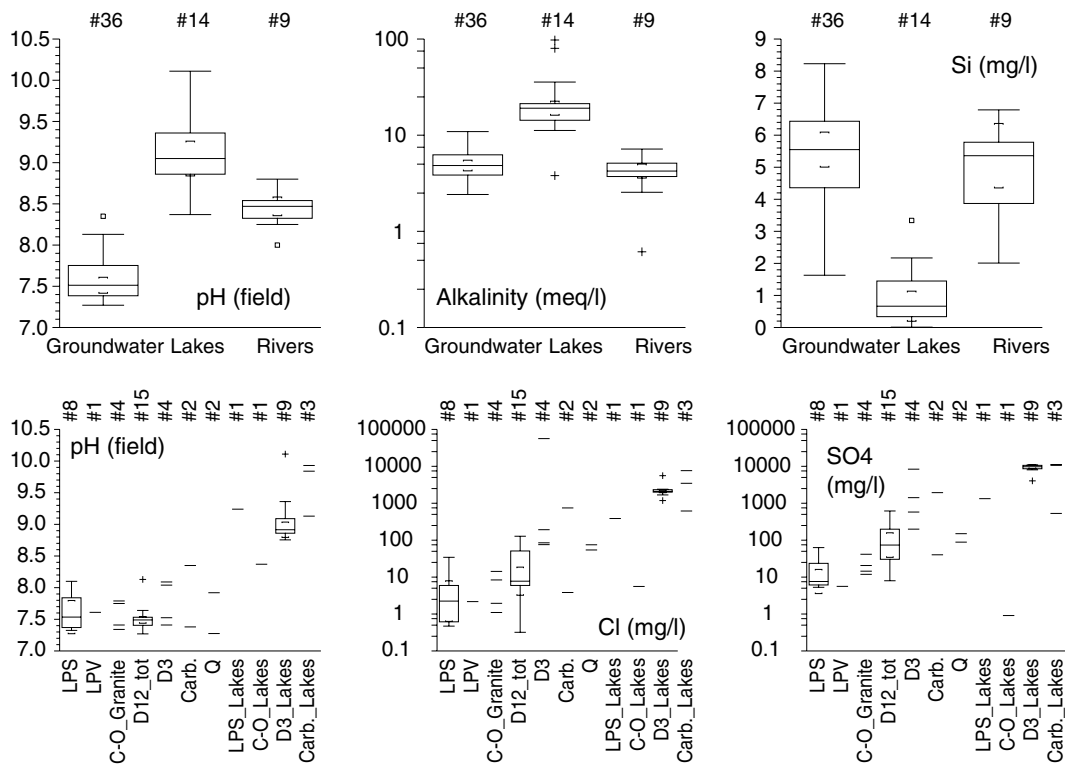 #36 #14 #9
10.5
10.0
9.5
9.0
8.5
8.0
7.5
7.0
pH (field)
Groundwater Lakes Rivers
#36 #14 #9
100
10
1
0.1
Alkalinity (meq/l)
Groundwater Lakes Rivers
#36 #14 #9
9
8
7
6
5
4
3
2
1
0
Si (mg/l)
Groundwater Lakes Rivers
#8 #1 #4 #15 #4 #2 #2 #1 #1 #9 #3
10.5
10.0
9.5
9.0
8.5
8.0
7.5
7.0
pH (field)
LPS
LPV
C-O_Granite
D12_tot
D3
Carb.
Q
LPS_Lakes
C-O_Lakes
D3_Lakes
Carb._Lakes
#8 #1 #4 #15 #4 #2 #2 #1 #1 #9 #3
100000
10000
1000
100
10
1
0.1
Cl (mg/l)
LPS
LPV
C-O_Granite
D12_tot
D3
Carb.
Q
LPS_Lakes
C-O_Lakes
D3_Lakes
Carb._Lakes
#8 #1 #4 #15 #4 #2 #2 #1 #1 #9 #3
100000
10000
1000
100
10
1
0.1
SO4
(mg/l)
LPS
LPV
C-O_Granite
D12_tot
D3
Carb.
Q
LPS_Lakes
C-O_Lakes
D3_Lakes
Carb._Lakes